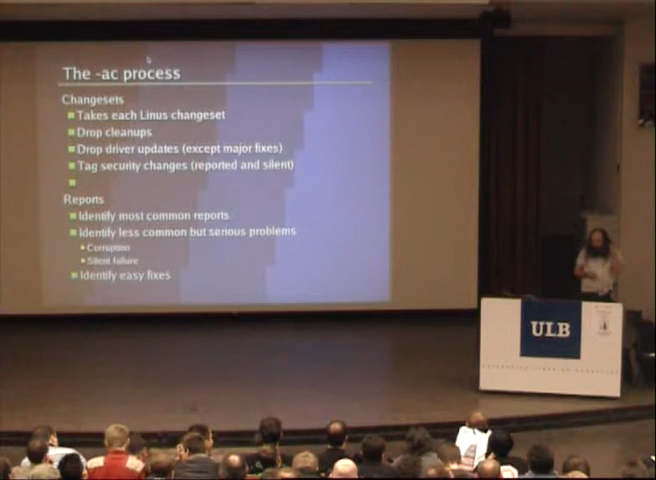 The -ac process
Changesets
Takes each Linus changeset
Drop cleanups
Drop driver updates (except major fixes)
Tag security changes (reported and silent)
Reports
Identify most common reports
Identify less common but serious problems
Corruption
Silent failure
Identify easy fixes
ULB